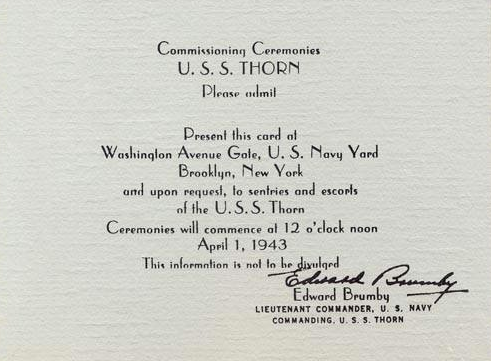 Commissioning Ceremonies
U. S. S. THORN
Please admit
Present this card at
Washington Avenue Gate, U. S. Navy Yard
Brooklyn, New York
and upon request, to sentries and escorts
of the U.S.S. Thorn
Ceremonies will commence at 12 o'clock noon
April 1, 1943
This information is not to be divulged
Edward Brumby
Edward Brumby
LIEUTENANT COMMANDER, U. S. NAVY
COMMANDING, U. S. S. THORN